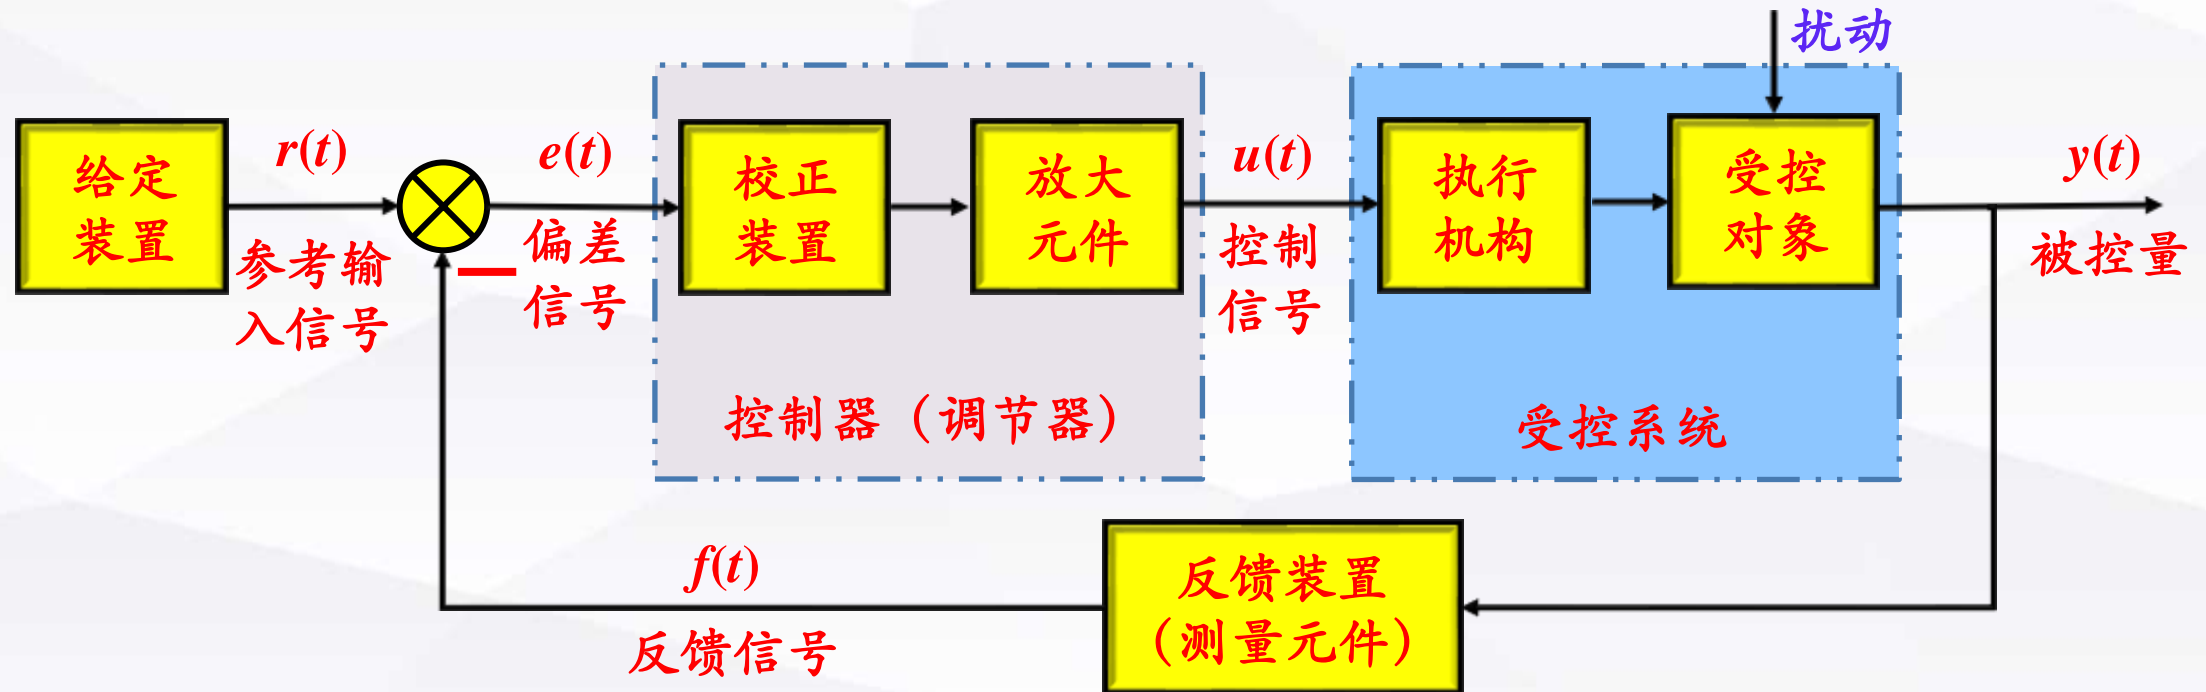 扰动
给定
装置
r(t)
参考输
入信号
e(t)
偏差
信号
校正
装置
放大
元件
控制器（调节器）
u(t)
控制
信号
执行
机构
受控
对象
受控系统
y(t)
被控量
f(t)
反馈信号
反馈装置
（测量元件）